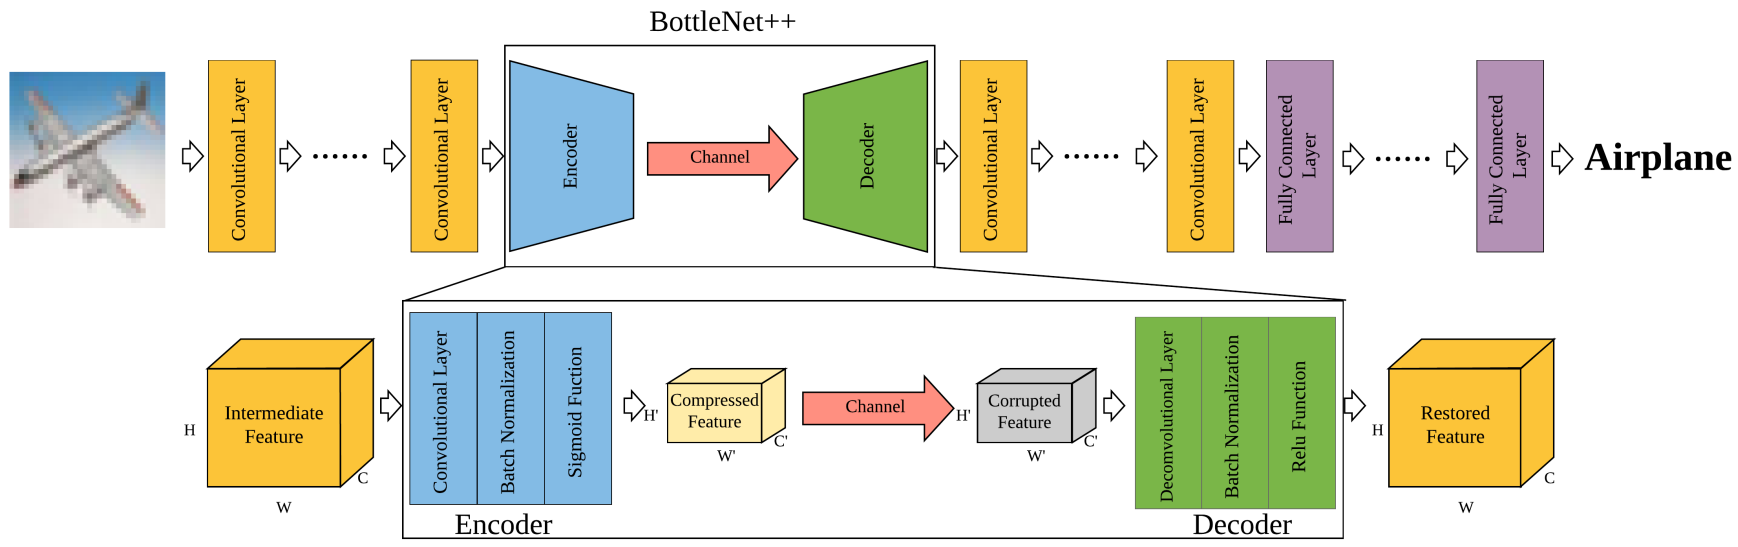 BottleNet++
Convolutional Layer
......
Convolutional Layer
Encoder
Channel
Decoder
Convolutional Layer
......
Convolutional Layer
Fully Connected
Layer
......
Fully Connected
Layer
Airplane
H
Intermediate
Feature
C
W
Convolutional Layer
Batch Normalization
Sigmoid Fuction
Encoder
H'
Compressed
Feature
C'
W'
Channel
H'
Corrupted
Feature
C'
W'
Decomvolutional Layer
Batch Normalization
Relu Function
Decoder
H
Restored
Feature
C
W